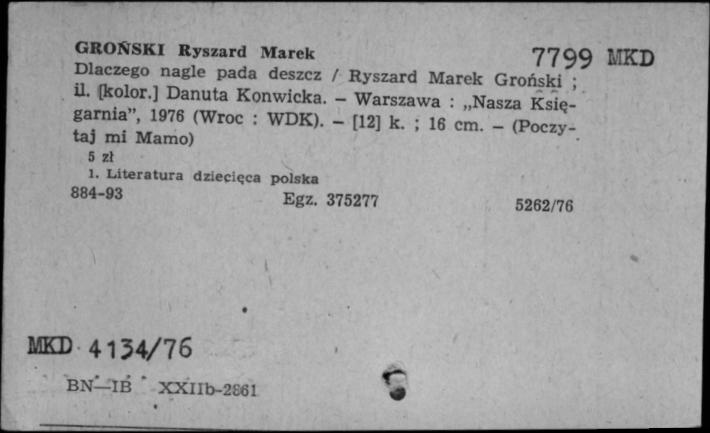 GROŃSKI Ryszard Marek 7799 MKD
Dlaczego nagle pada deszcz / Ryszard Marek Groński ;
il. [kolor.] Danuta Konwicka. – Warszawa : „Nasza Księ-
garnia”, 1976 (Wroc : WDK). – [12] k. ; 16 cm. – (Poczy-
taj mi Mamo)
5 zł
1. Literatura dziecięca polska
884-93 Egz. 375277 5262/76
MKD 4134/76
BN—IB XXIIb-2861